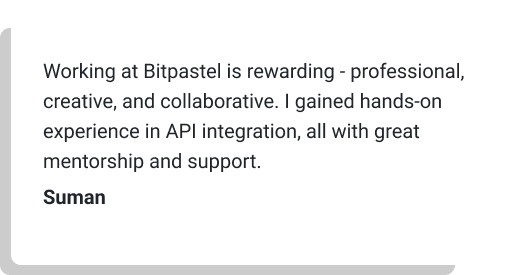 Working at Bitpastel is rewarding - professional,
creative, and collaborative. I gained hands-on
experience in API integration, all with great
mentorship and support.
Suman